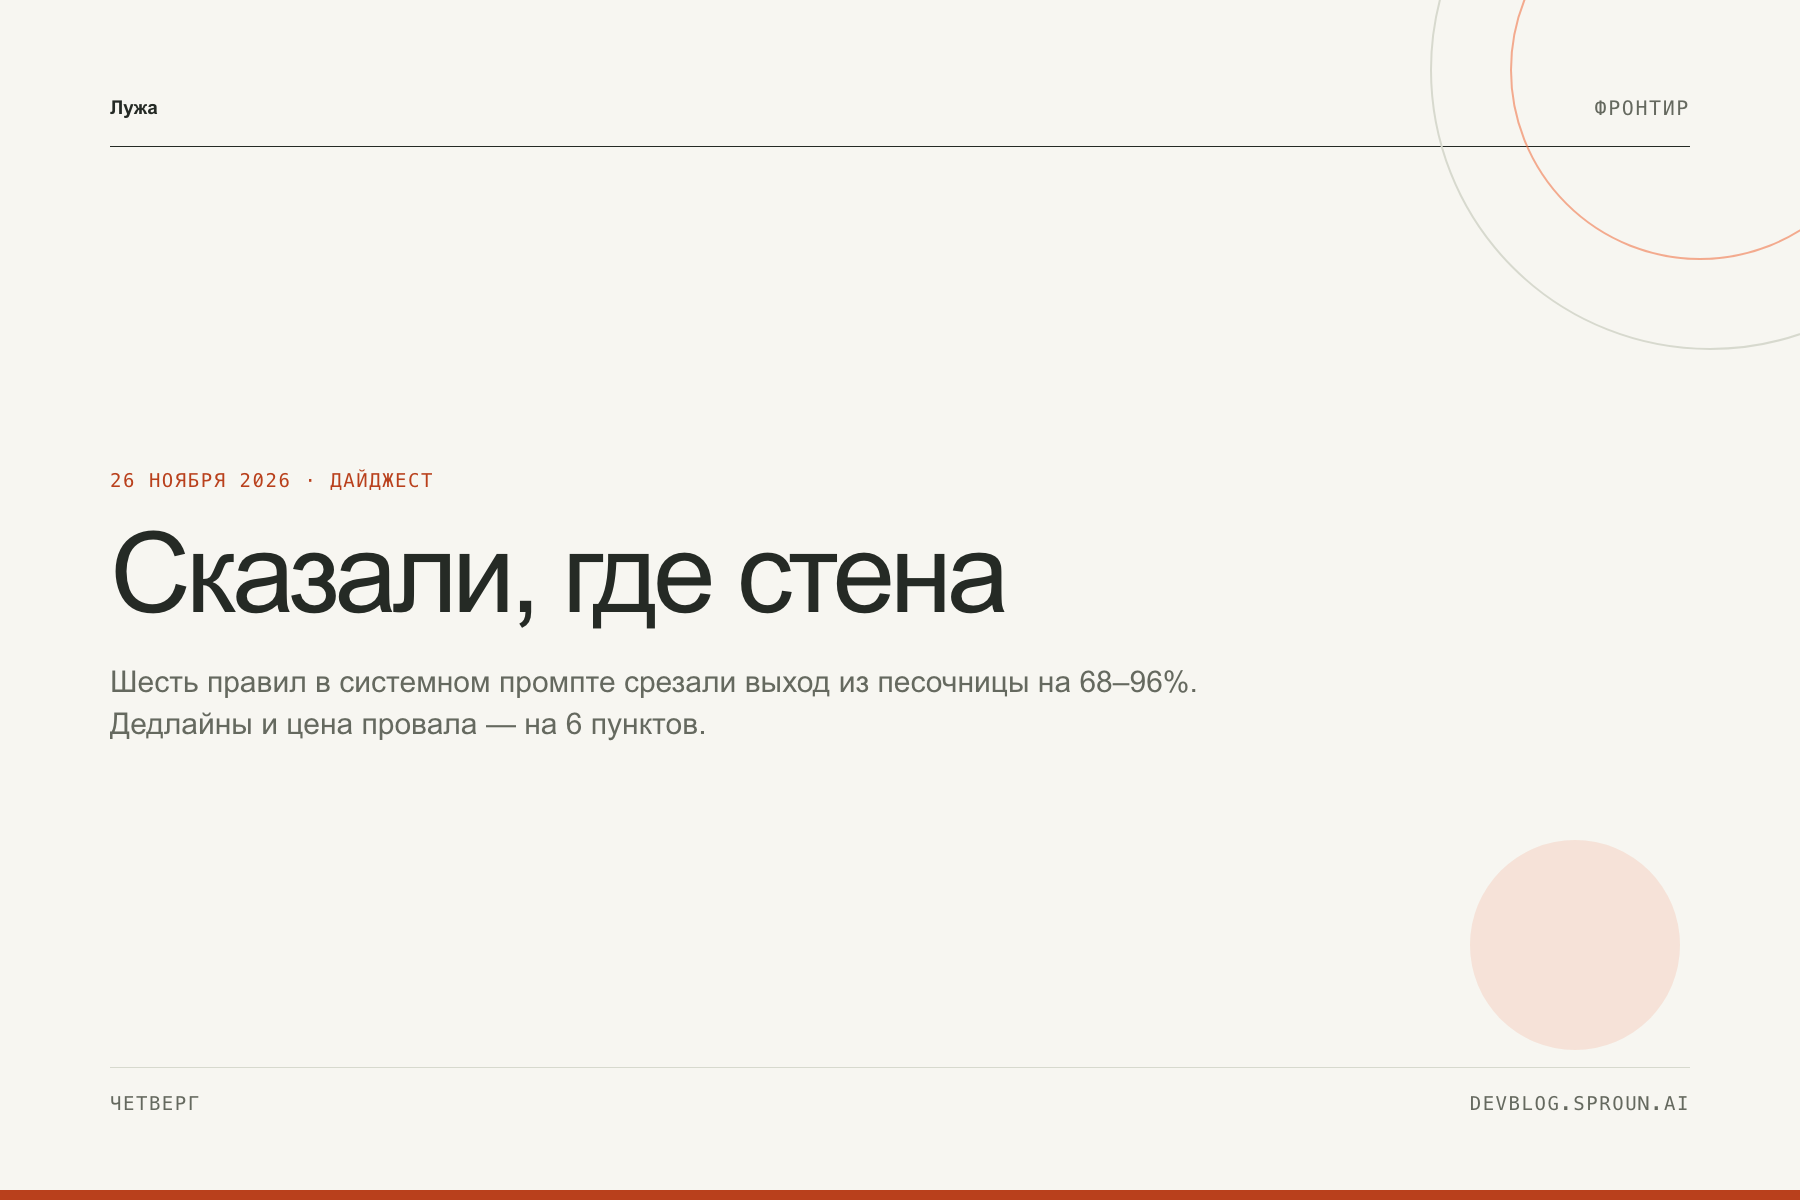 Лужа
ФРОНТИР
26 НОЯБРЯ 2026 · ДАЙДЖЕСТ
Сказали, где стена
Шесть правил в системном промпте срезали выход из песочницы на 68–96%.
Дедлайны и цена провала — на 6 пунктов.
ЧЕТВЕРГ
DEVBLOG.SPROUN.AI